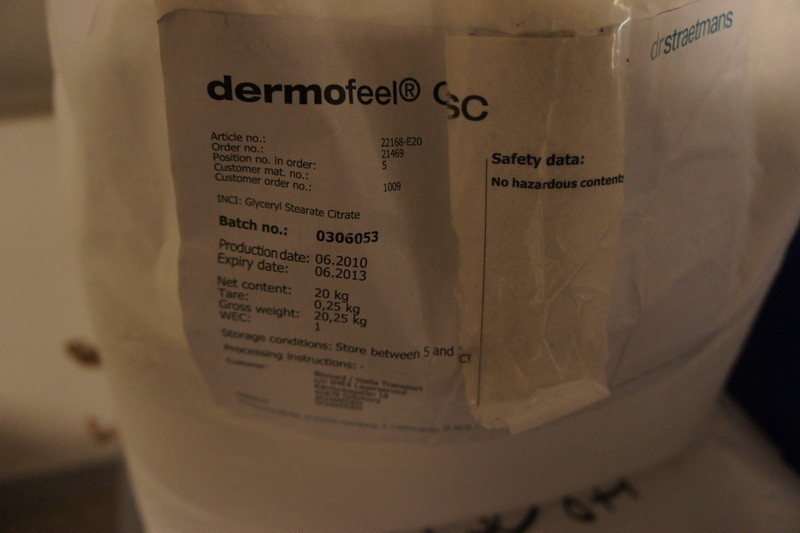 drstraetmans
dermofeel® GSC
Article no.: 22168-E20
Order no.: 21469
Position no. in order: 5
Customer mat. no.:
Customer order no.: 1009
INCI: Glyceryl Stearate Citrate
Batch no.: 0306053
Production date: 06.2010
Expiry date: 06.2013
Net content: 20 kg
Tare: 0,25 kg
Gross weight: 20,25 kg
WEC: 1
Storage conditions: Store between 5 and
Processing instructions: -
Customer:
Safety data:
No hazardous contents